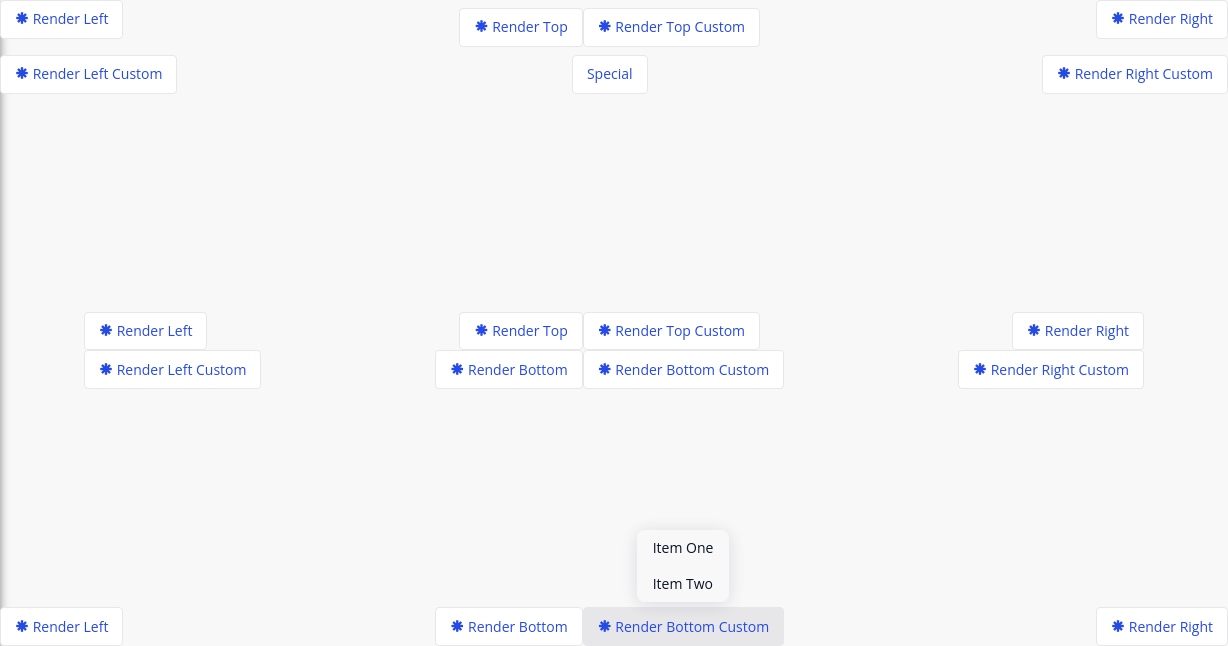 Render Left
Render Top
Render Top Custom
Render Right
Render Left Custom
Special
Render Right Custom
Render Left
Render Top
Render Top Custom
Render Right
Render Left Custom
Render Bottom
Render Bottom Custom
Render Right Custom
Item One
Item Two
Render Left
Render Bottom
Render Bottom Custom
Render Right